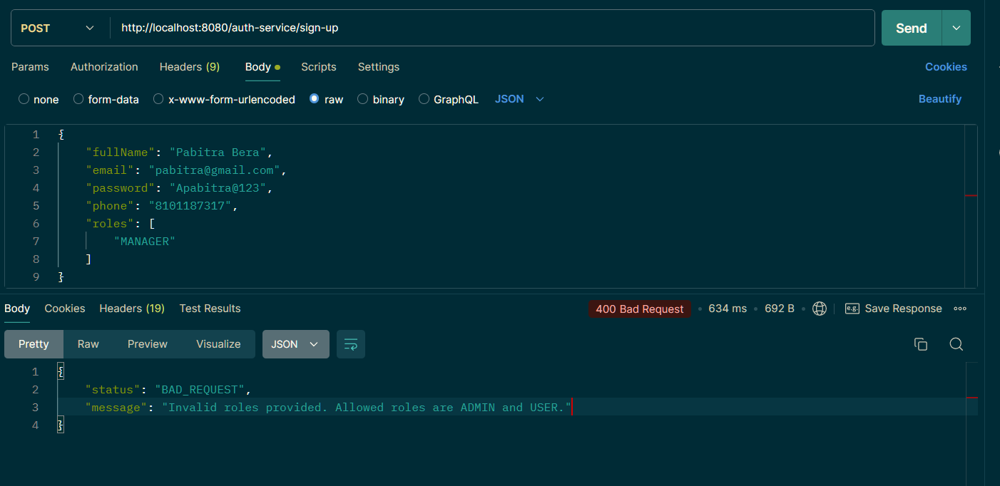 POST http://localhost:8080/auth-service/sign-up Send
Params Authorization Headers (9) Body Scripts Settings Cookies
none form-data x-www-form-urlencoded raw binary GraphQL JSON Beautify
1 {
2 "fullName": "Pabitra Bera",
3 "email": "pabitra@gmail.com",
4 "password": "Apabitra@123",
5 "phone": "8101187317",
6 "roles": [
7 "MANAGER"
8 ]
9 }
Body Cookies Headers (19) Test Results 400 Bad Request • 634 ms • 692 B • e.g. Save Response
Pretty Raw Preview Visualize JSON
1 {
2 "status": "BAD_REQUEST",
3 "message": "Invalid roles provided. Allowed roles are ADMIN and USER."
4 }